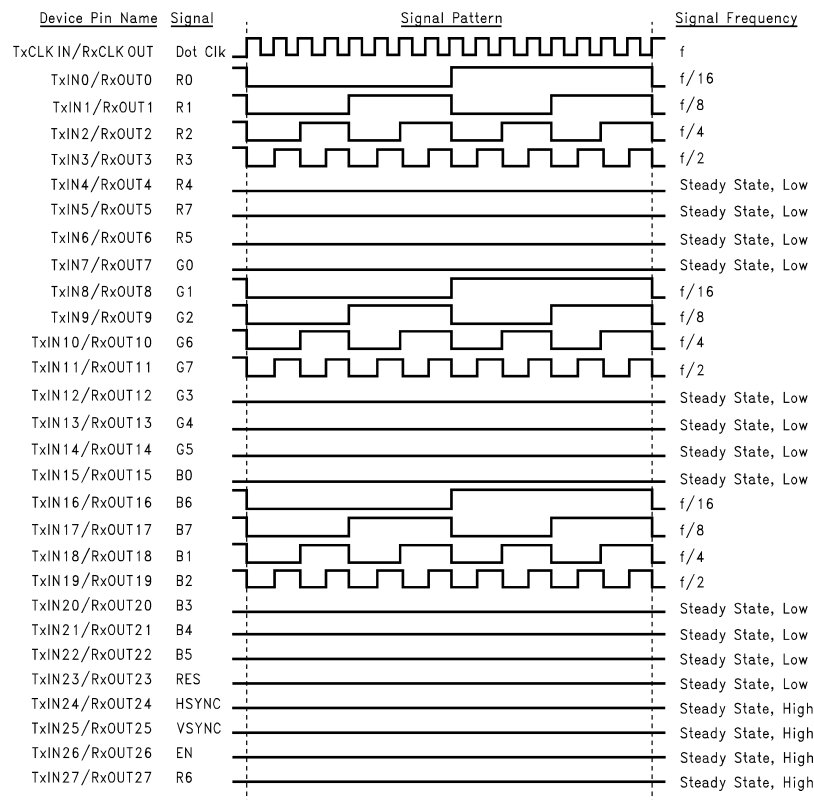 Device Pin Name Signal Signal Pattern Signal Frequency
TxCLK IN/RxCLK OUT Dot Clk f
TxIN0/RxOUT0 R0 f/16
TxIN1/RxOUT1 R1 f/8
TxIN2/RxOUT2 R2 f/4
TxIN3/RxOUT3 R3 f/2
TxIN4/RxOUT4 R4 Steady State, Low
TxIN5/RxOUT5 R7 Steady State, Low
TxIN6/RxOUT6 R5 Steady State, Low
TxIN7/RxOUT7 G0 Steady State, Low
TxIN8/RxOUT8 G1 f/16
TxIN9/RxOUT9 G2 f/8
TxIN10/RxOUT10 G6 f/4
TxIN11/RxOUT11 G7 f/2
TxIN12/RxOUT12 G3 Steady State, Low
TxIN13/RxOUT13 G4 Steady State, Low
TxIN14/RxOUT14 G5 Steady State, Low
TxIN15/RxOUT15 B0 Steady State, Low
TxIN16/RxOUT16 B6 f/16
TxIN17/RxOUT17 B7 f/8
TxIN18/RxOUT18 B1 f/4
TxIN19/RxOUT19 B2 f/2
TxIN20/RxOUT20 B3 Steady State, Low
TxIN21/RxOUT21 B4 Steady State, Low
TxIN22/RxOUT22 B5 Steady State, Low
TxIN23/RxOUT23 RES Steady State, Low
TxIN24/RxOUT24 HSYNC Steady State, High
TxIN25/RxOUT25 VSYNC Steady State, High
TxIN26/RxOUT26 EN Steady State, High
TxIN27/RxOUT27 R6 Steady State, High